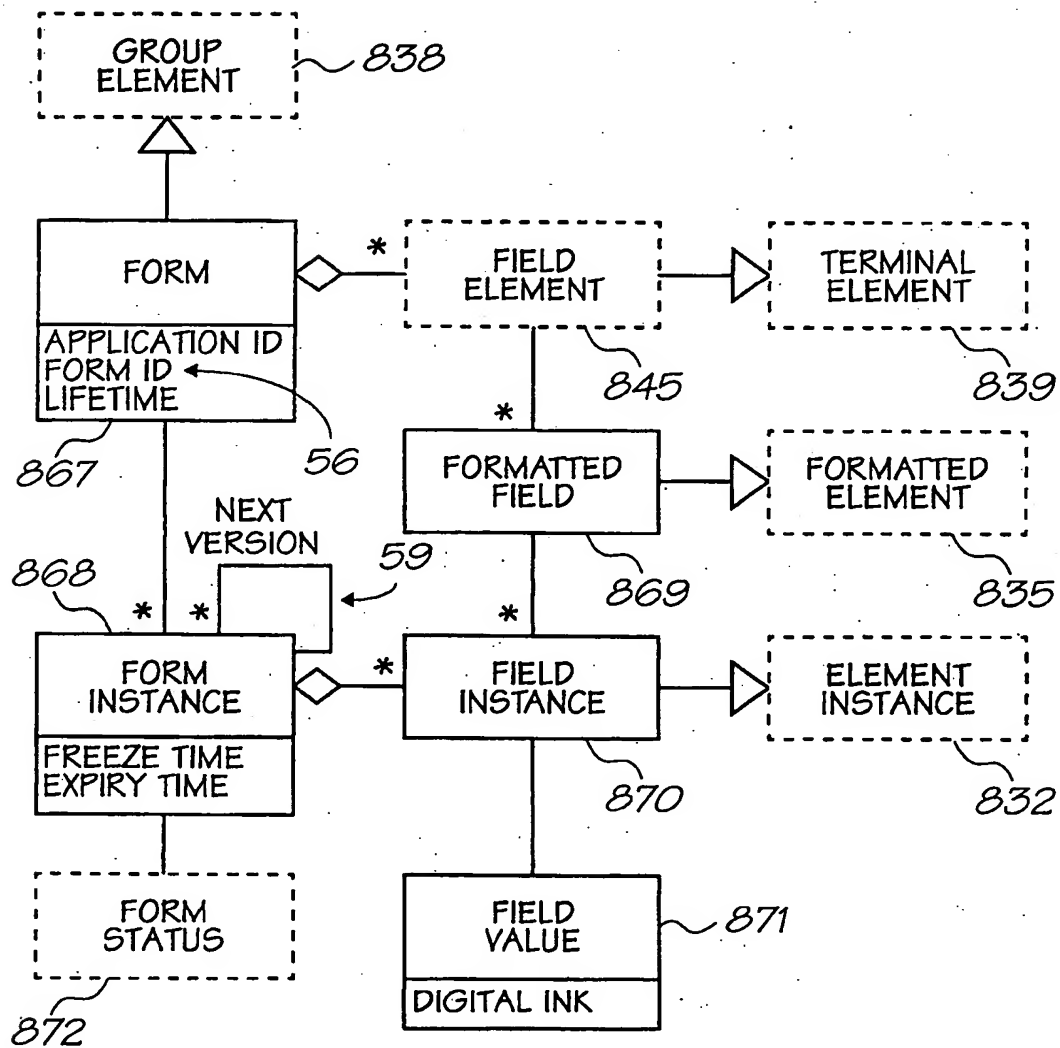 GROUP
ELEMENT
838
FORM
*
FIELD
ELEMENT
TERMINAL
ELEMENT
APPLICATION ID
FORM ID
LIFETIME
845
839
867
56
*
FORMATTED
FIELD
FORMATTED
ELEMENT
NEXT
VERSION
59
869
835
868
*
*
*
FORM
INSTANCE
*
FIELD
INSTANCE
ELEMENT
INSTANCE
FREEZE TIME
EXPIRY TIME
870
832
FORM
STATUS
FIELD
VALUE
871
DIGITAL INK
872